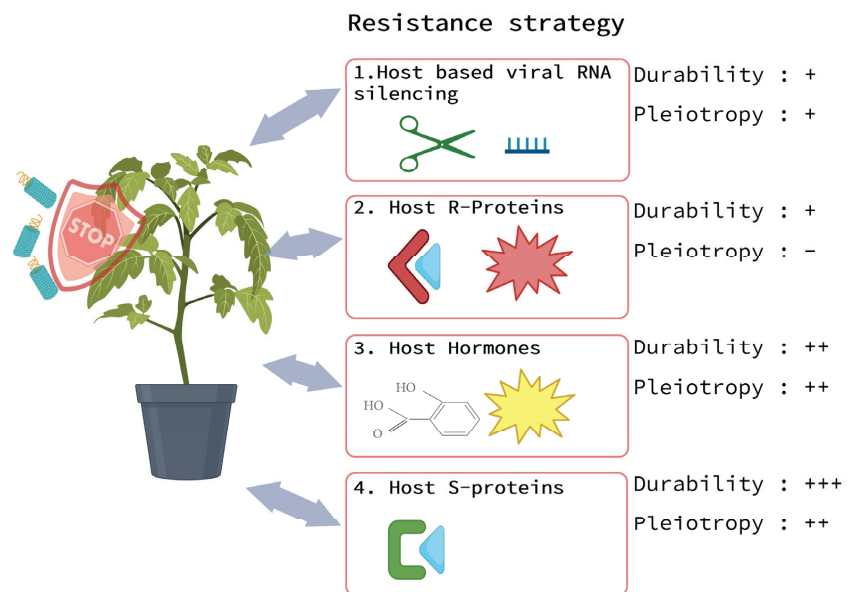 Resistance strategy
1.Host based viral RNA
silencing
Durability : +
Pleiotropy : +
STOP
2. Host R-Proteins
Durability : +
Pleiotropy : −
3. Host Hormones
HO
HO
O
Durability : ++
Pleiotropy : ++
4. Host S-proteins
Durability : +++
Pleiotropy : ++